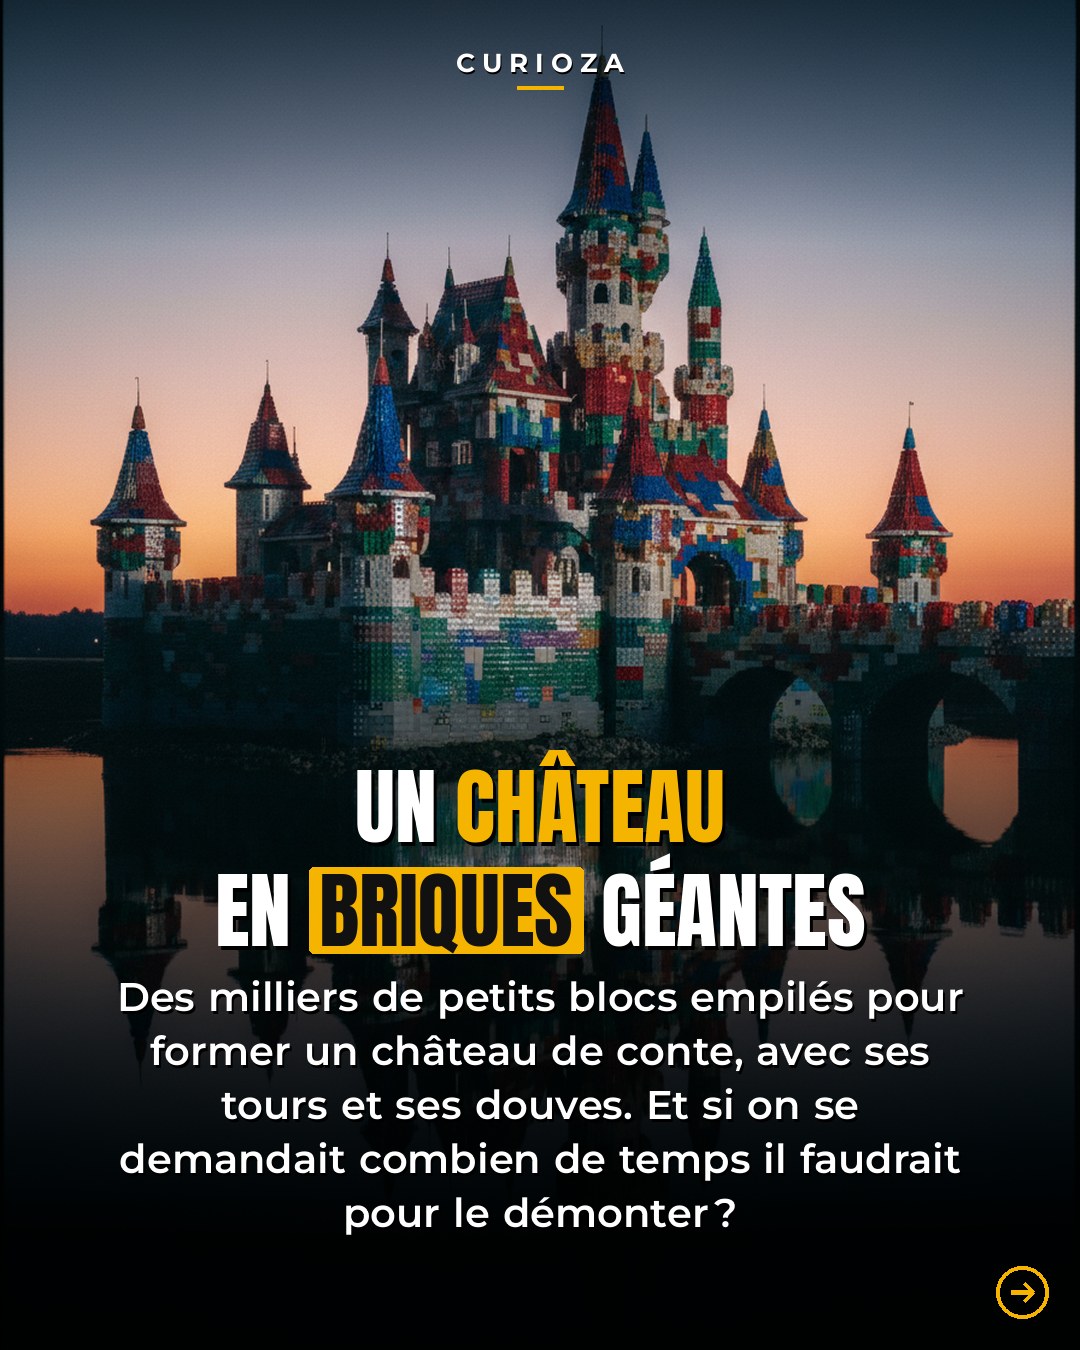 CURIOZA
UN CHÂTEAU
EN BRIQUES GÉANTES
Des milliers de petits blocs empilés pour
former un château de conte, avec ses
tours et ses douves. Et si on se
demandait combien de temps il faudrait
pour le démonter ?